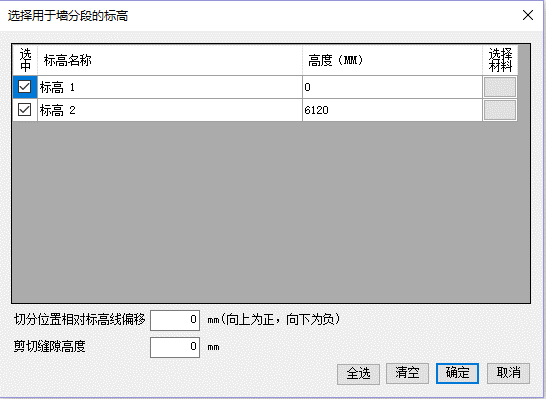 选择用于墙分段的标高
选中 标高名称 高度（MM） 选择材料
标高 1 0
标高 2 6120
切分位置相对标高线偏移 0 mm(向上为正，向下为负)
剪切缝隙高度 0 mm
全选 清空 确定 取消